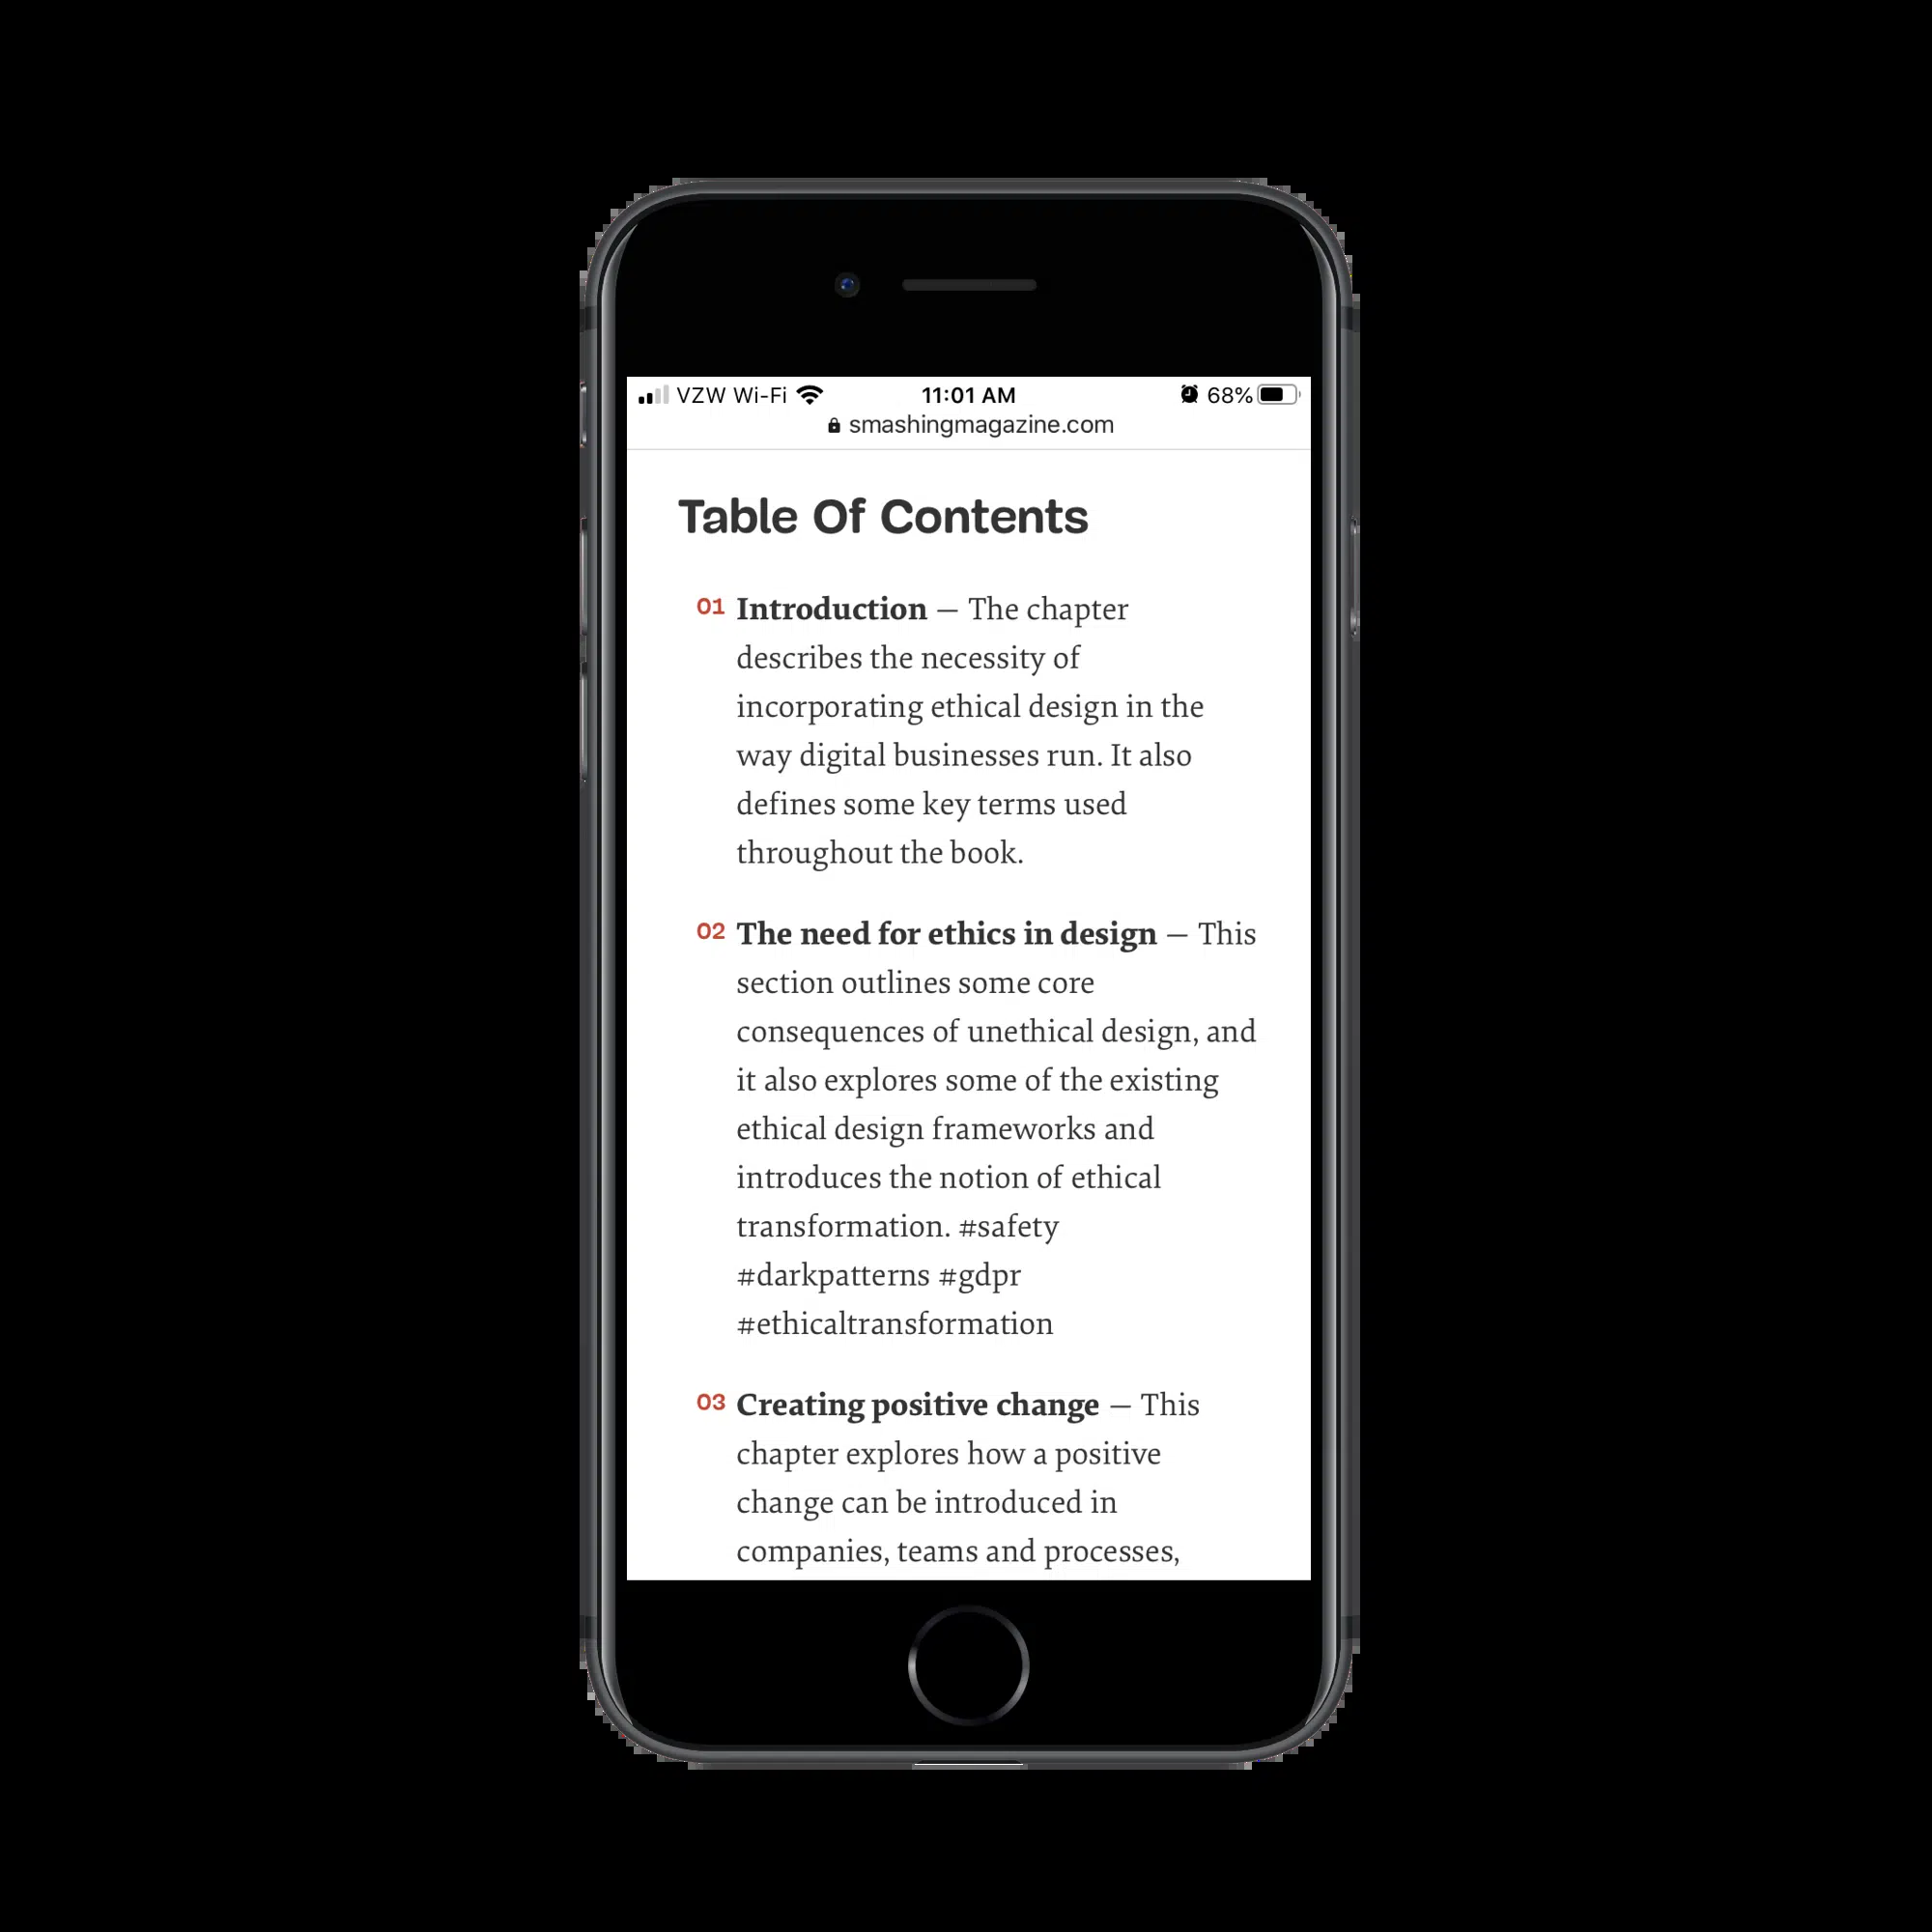 VZW Wi-Fi 11:01 AM 68%
smashingmagazine.com
Table Of Contents
01 Introduction — The chapter
describes the necessity of
incorporating ethical design in the
way digital businesses run. It also
defines some key terms used
throughout the book.
02 The need for ethics in design — This
section outlines some core
consequences of unethical design, and
it also explores some of the existing
ethical design frameworks and
introduces the notion of ethical
transformation. #safety
#darkpatterns #gdpr
#ethicaltransformation
03 Creating positive change — This
chapter explores how a positive
change can be introduced in
companies, teams and processes,